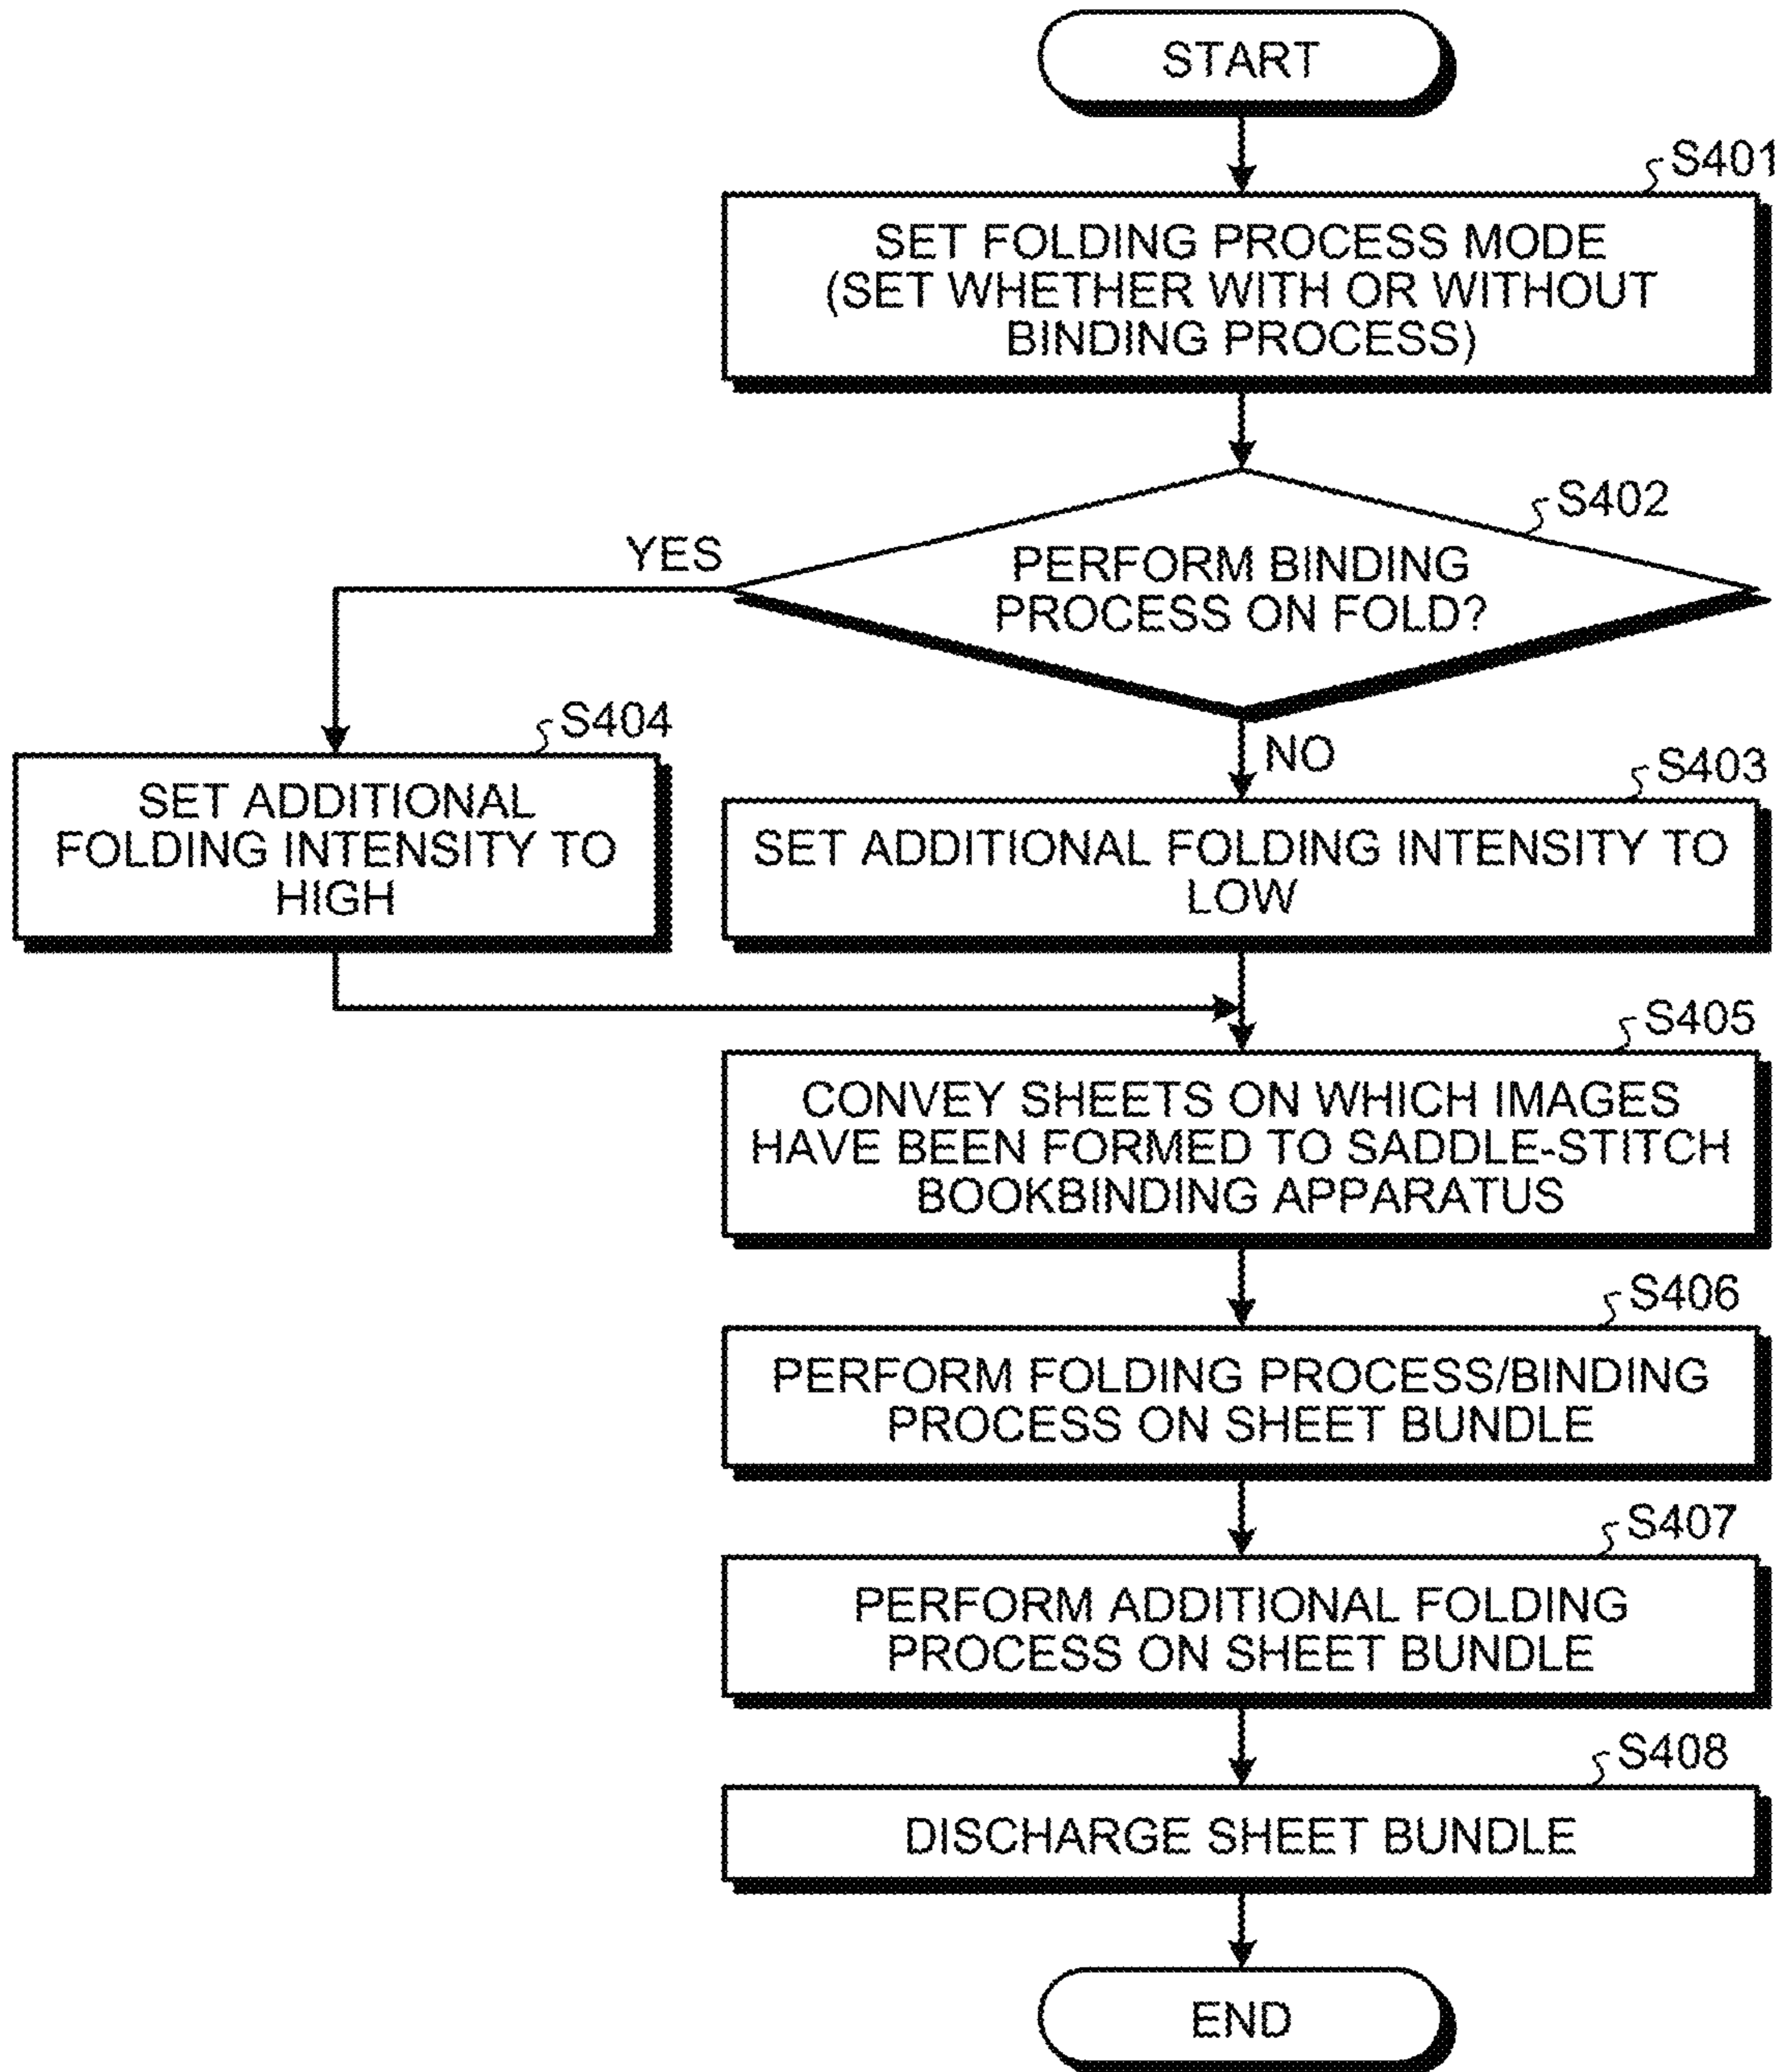 START
S401
SET FOLDING PROCESS MODE
(SET WHETHER WITH OR WITHOUT
BINDING PROCESS)
S402
PERFORM BINDING
PROCESS ON FOLD?
YES
NO
S404
SET ADDITIONAL
FOLDING INTENSITY TO
HIGH
S403
SET ADDITIONAL FOLDING INTENSITY TO
LOW
S405
CONVEY SHEETS ON WHICH IMAGES
HAVE BEEN FORMED TO SADDLE-STITCH
BOOKBINDING APPARATUS
S406
PERFORM FOLDING PROCESS/BINDING
PROCESS ON SHEET BUNDLE
S407
PERFORM ADDITIONAL FOLDING
PROCESS ON SHEET BUNDLE
S408
DISCHARGE SHEET BUNDLE
END